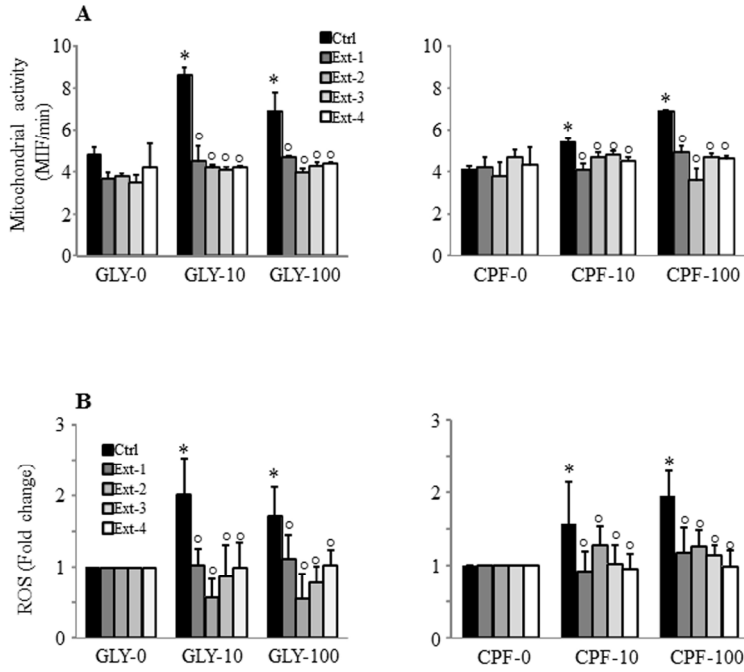 A
Mitochondrial activity
(MIF/min)
10
8
6
4
2
0
*
*
Ctrl
Ext-1
Ext-2
Ext-3
Ext-4
GLY-0 GLY-10 GLY-100
10
8
6
4
2
0
*
*
CPF-0 CPF-10 CPF-100
B
ROS (Fold change)
3
2
1
0
Ctrl
Ext-1
Ext-2
Ext-3
Ext-4
*
*
GLY-0 GLY-10 GLY-100
3
2
1
0
*
*
CPF-0 CPF-10 CPF-100